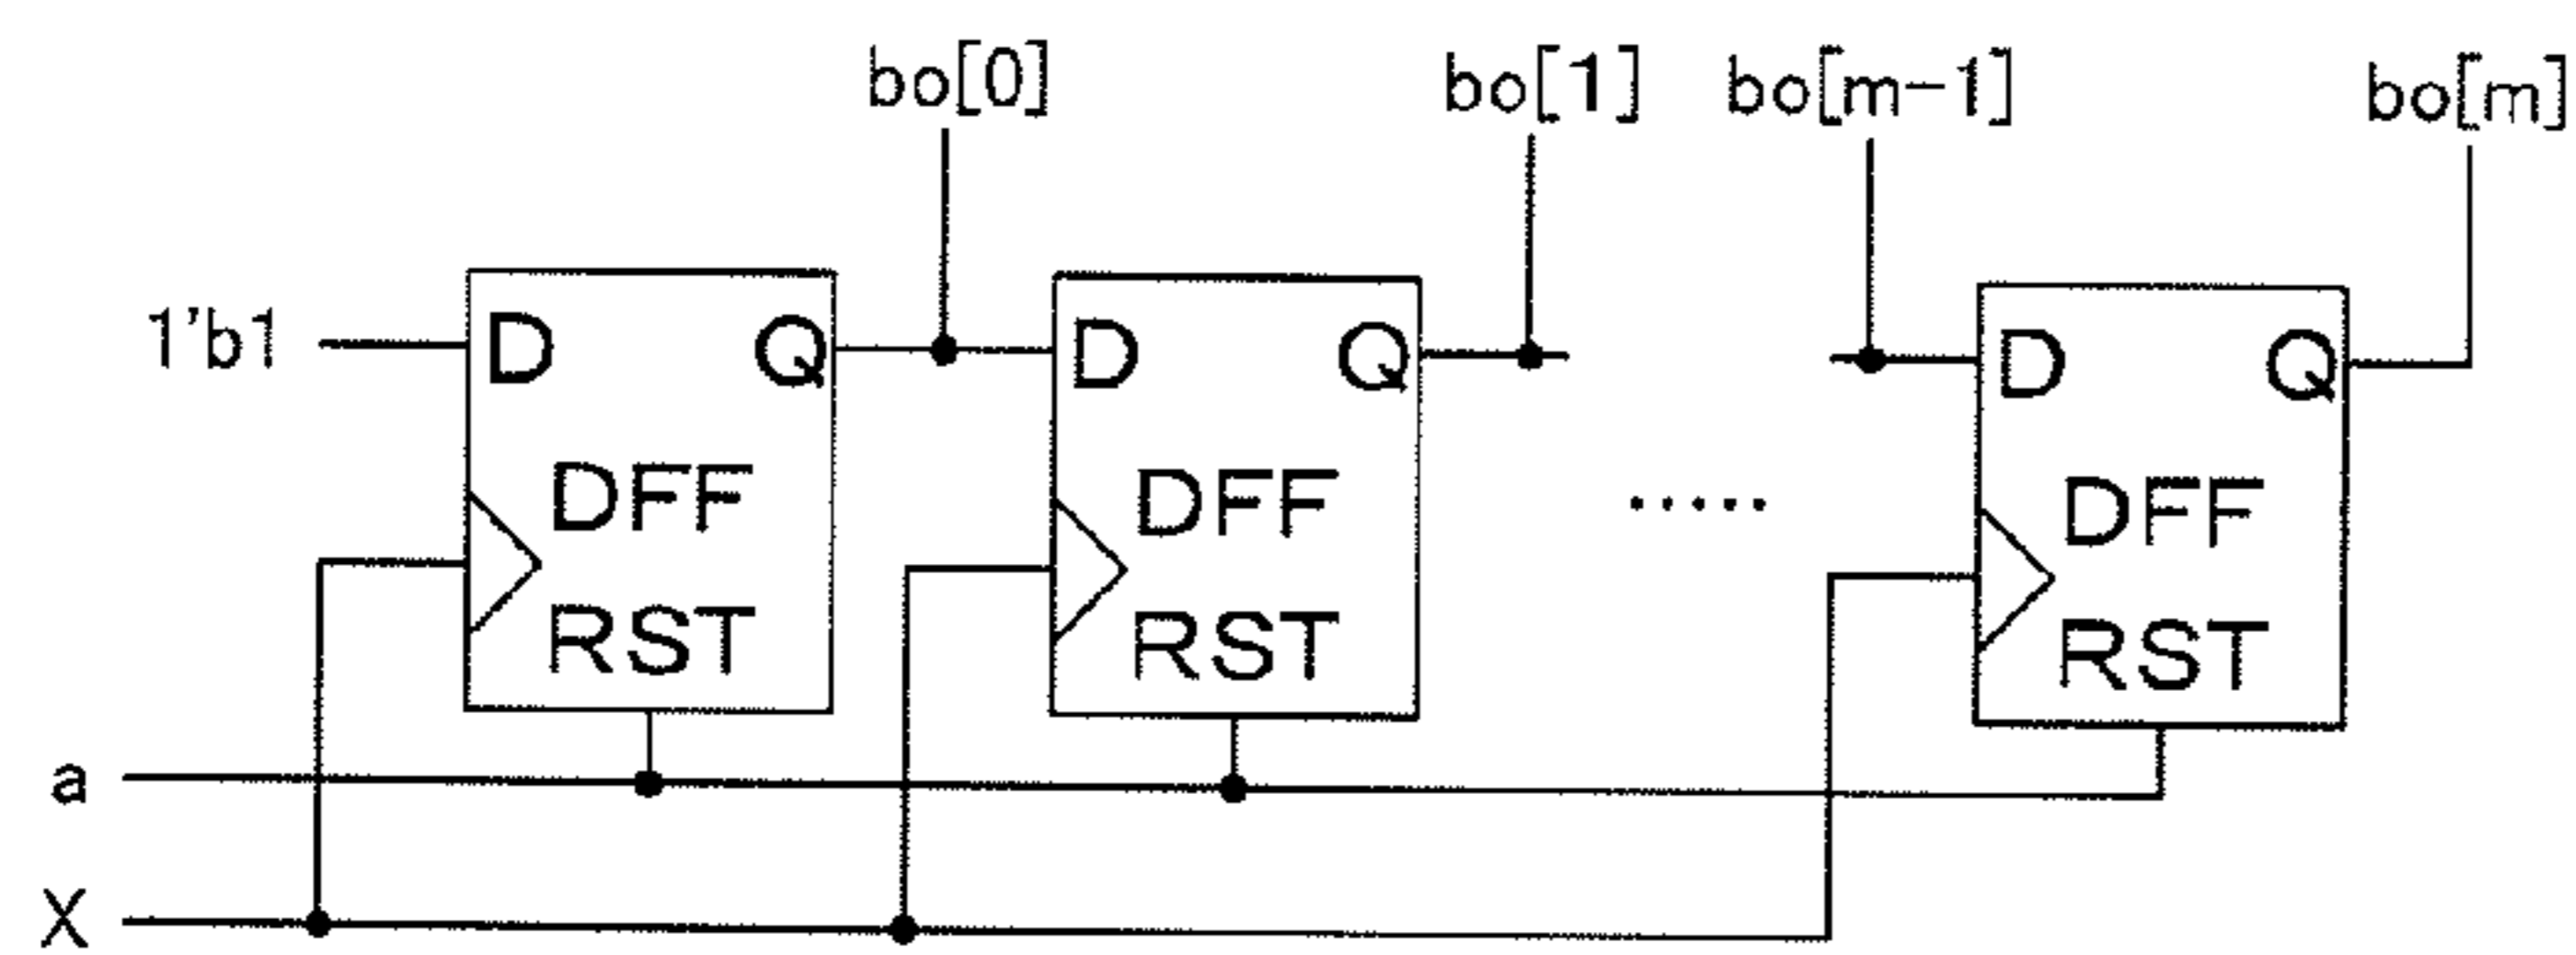 bo[0] bo[1] bo[m-1] bo[m]
1'b1 D Q D Q D Q
DFF DFF ..... DFF
RST RST RST
a
X